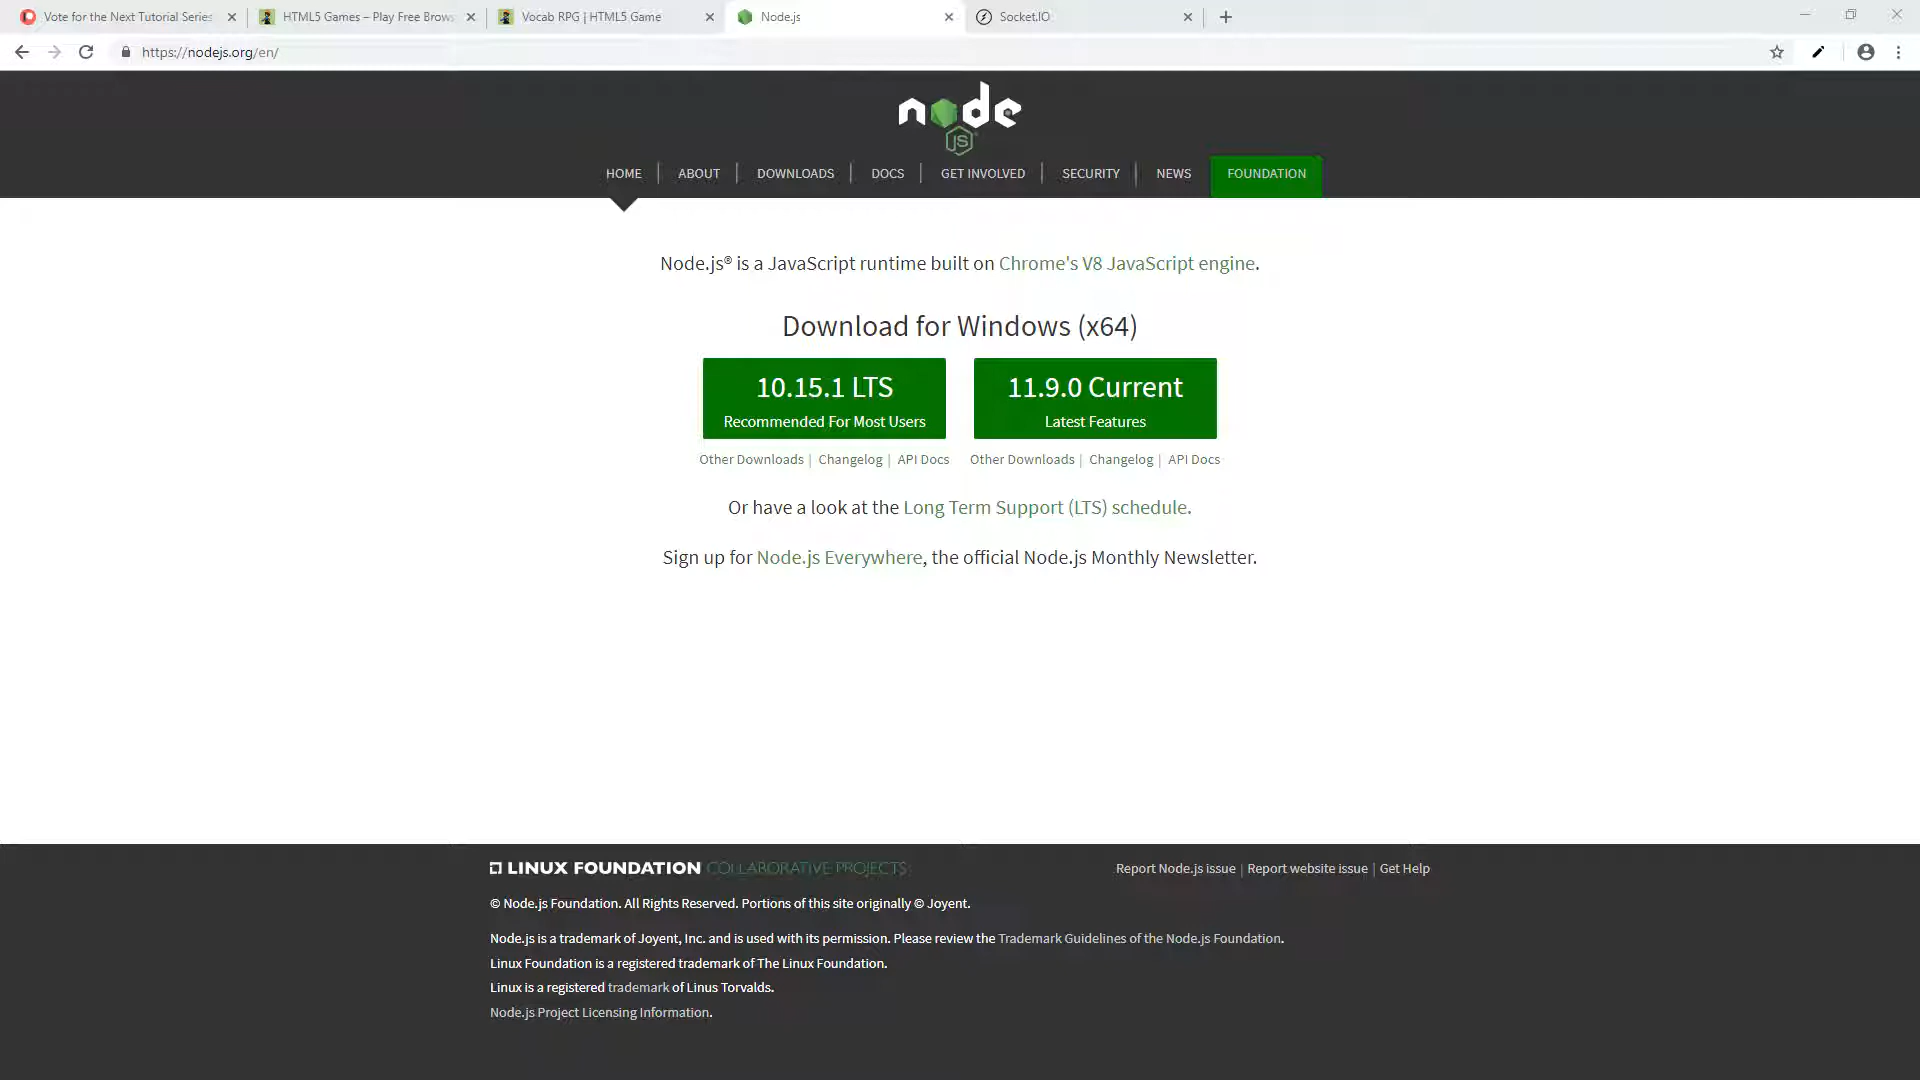 Vote for the Next Tutorial Series
HTML5 Games – Play Free Brows
Vocab RPG | HTML5 Game
Node.js
Socket.IO
https://nodejs.org/en/
node
JS
HOME | ABOUT | DOWNLOADS | DOCS | GET INVOLVED | SECURITY | NEWS FOUNDATION
Node.js® is a JavaScript runtime built on Chrome's V8 JavaScript engine.
Download for Windows (x64)
10.15.1 LTS
Recommended For Most Users
11.9.0 Current
Latest Features
Other Downloads | Changelog | API Docs
Other Downloads | Changelog | API Docs
Or have a look at the Long Term Support (LTS) schedule.
Sign up for Node.js Everywhere, the official Node.js Monthly Newsletter.
LINUX FOUNDATION COLLABORATIVE PROJECTS
Report Node.js issue | Report website issue | Get Help
© Node.js Foundation. All Rights Reserved. Portions of this site originally © Joyent.
Node.js is a trademark of Joyent, Inc. and is used with its permission. Please review the Trademark Guidelines of the Node.js Foundation.
Linux Foundation is a registered trademark of The Linux Foundation.
Linux is a registered trademark of Linus Torvalds.
Node.js Project Licensing Information.